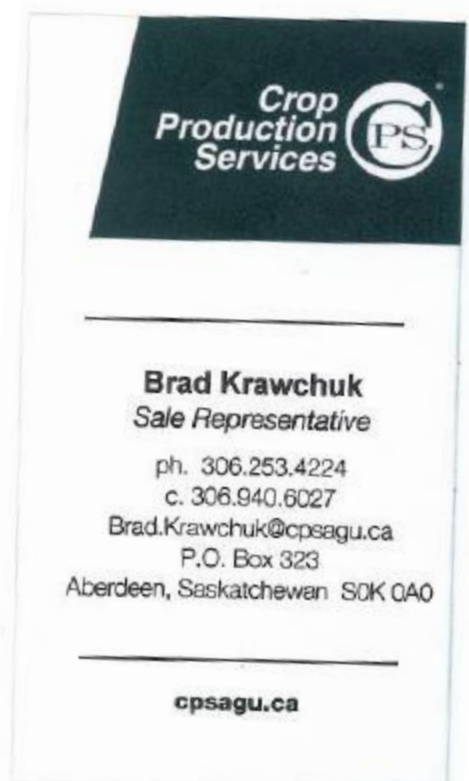 Crop
Production
Services
CPS
Brad Krawchuk
Sale Representative
ph. 306.253.4224
c. 306.940.6027
Brad.Krawchuk@cpsagu.ca
P.O. Box 323
Aberdeen, Saskatchewan S0K 0A0
cpsagu.ca